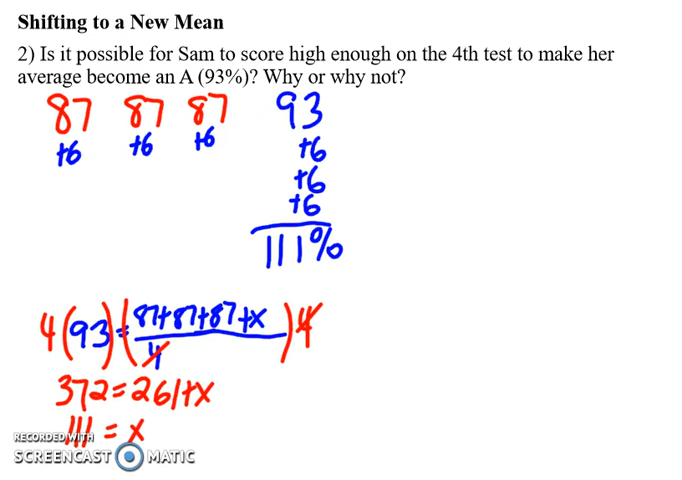 Shifting to a New Mean
2) Is it possible for Sam to score high enough on the 4th test to make her
average become an A (93%)? Why or why not?
87 87 87 93
+6 +6 +6 +6
+6
+6
111%
4(93)=(87+87+87+x)4
4
372=261+x
111 = x
RECORDED WITH
SCREENCAST MATIC